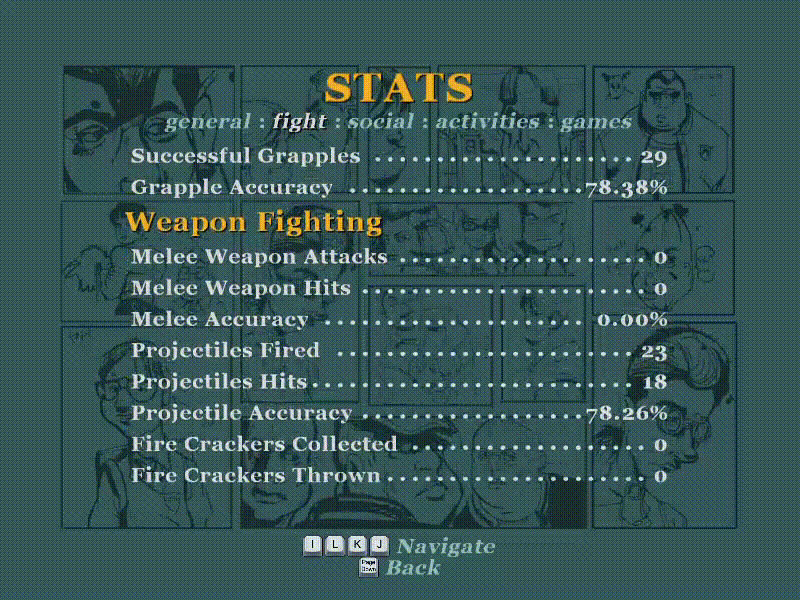 STATS
general : fight : social : activities : games
Successful Grapples ........................ 29
Grapple Accuracy ........................ 78.38%
Weapon Fighting
Melee Weapon Attacks ........................ 0
Melee Weapon Hits ........................ 0
Melee Accuracy ........................ 0.00%
Projectiles Fired ........................ 23
Projectiles Hits ........................ 18
Projectile Accuracy ........................ 78.26%
Fire Crackers Collected ........................ 0
Fire Crackers Thrown ........................ 0
I L K J Navigate
Page Down Back